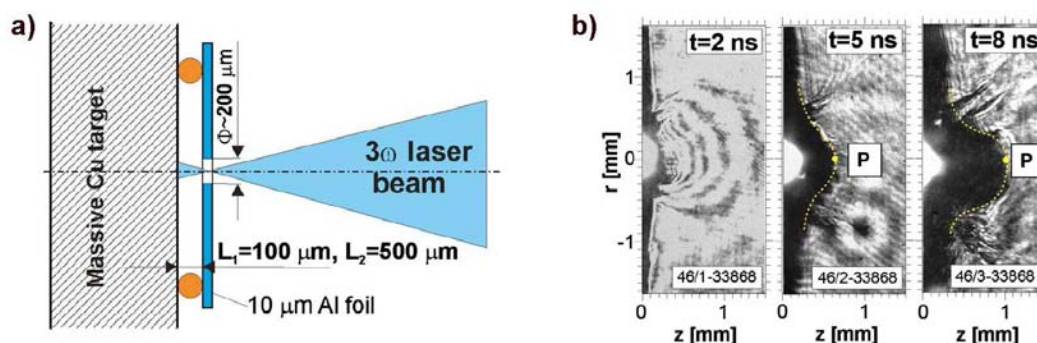 a)
Massive Cu target
Φ~200 μm
3ω laser
beam
L₁=100 μm, L₂=500 μm
10 μm Al foil
b)
t=2 ns
t=5 ns
t=8 ns
r [mm]
1
0
-1
P
P
46/1-33868
46/2-33868
46/3-33868
0 1
0 1
0 1
z [mm]
z [mm]
z [mm]